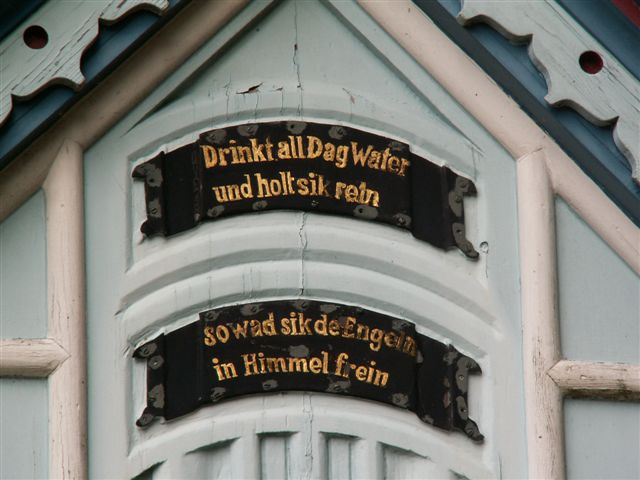 Drinkt all Dag Water
und holt sik rein
so wad sik de Engeln
in Himmel frein